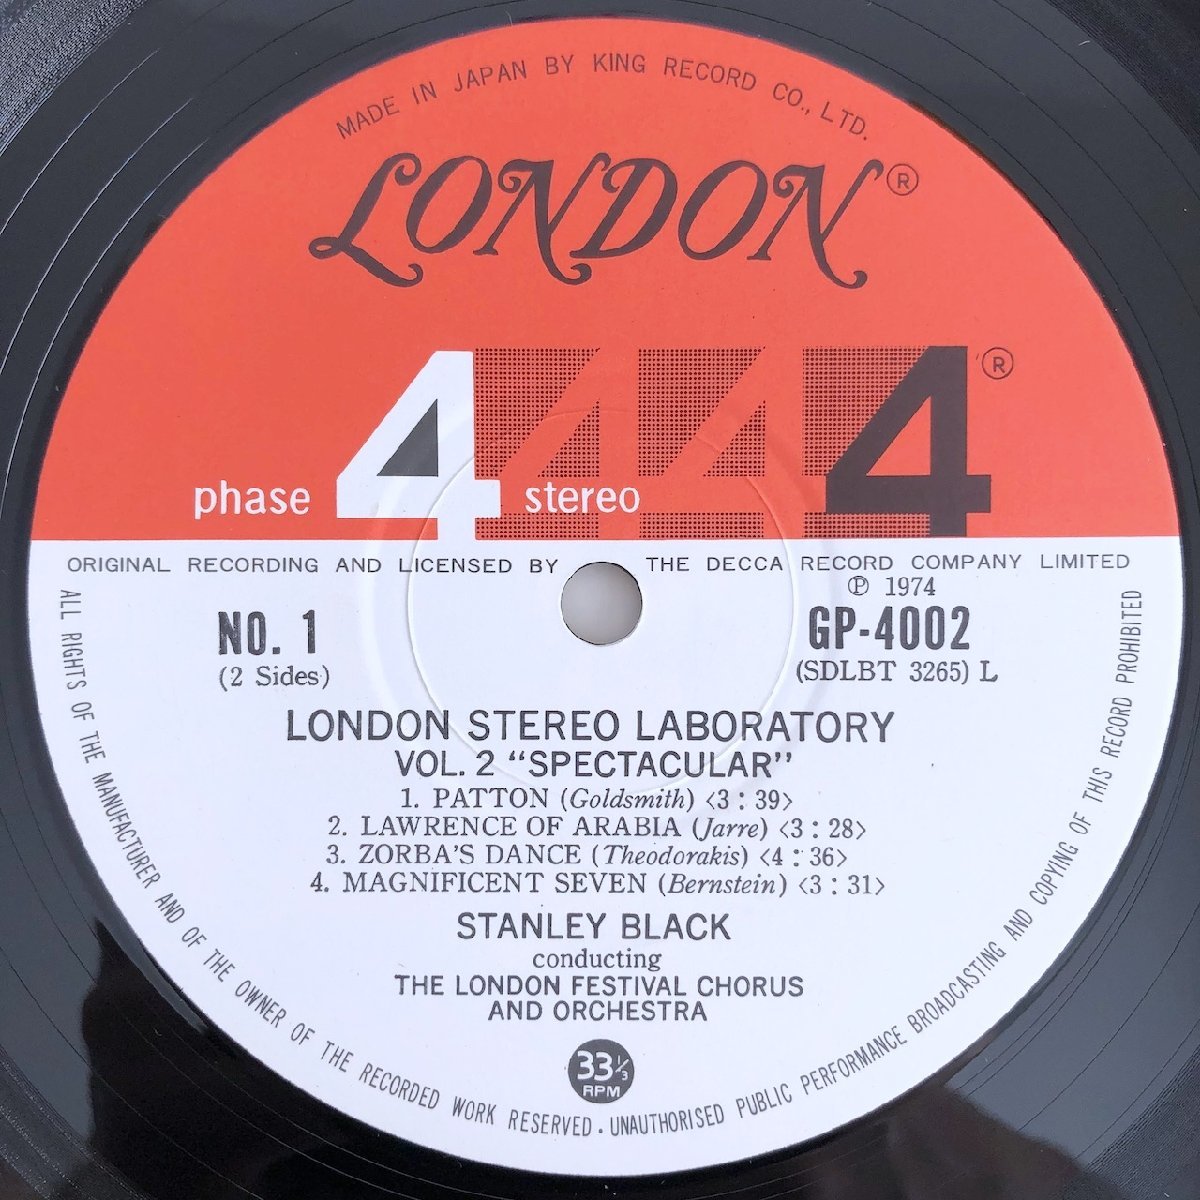 MADE IN JAPAN BY KING RECORD CO., LTD.
LONDON®
4 4 4 4®
phase 4 stereo
ORIGINAL RECORDING AND LICENSED BY THE DECCA RECORD COMPANY LIMITED
℗ 1974
NO. 1 GP-4002
(2 Sides) (SDLBT 3265) L
LONDON STEREO LABORATORY
VOL. 2 “SPECTACULAR”
1. PATTON (Goldsmith) <3 : 39>
2. LAWRENCE OF ARABIA (Jarre) <3 : 28>
3. ZORBA'S DANCE (Theodorakis) <4 : 36>
4. MAGNIFICENT SEVEN (Bernstein) <3 : 31>
STANLEY BLACK
conducting
THE LONDON FESTIVAL CHORUS
AND ORCHESTRA
33 1/3
RPM
ALL RIGHTS OF THE MANUFACTURER AND OF THE OWNER OF THE RECORDED WORK RESERVED. UNAUTHORISED PUBLIC PERFORMANCE BROADCASTING AND COPYING OF THIS RECORD PROHIBITED